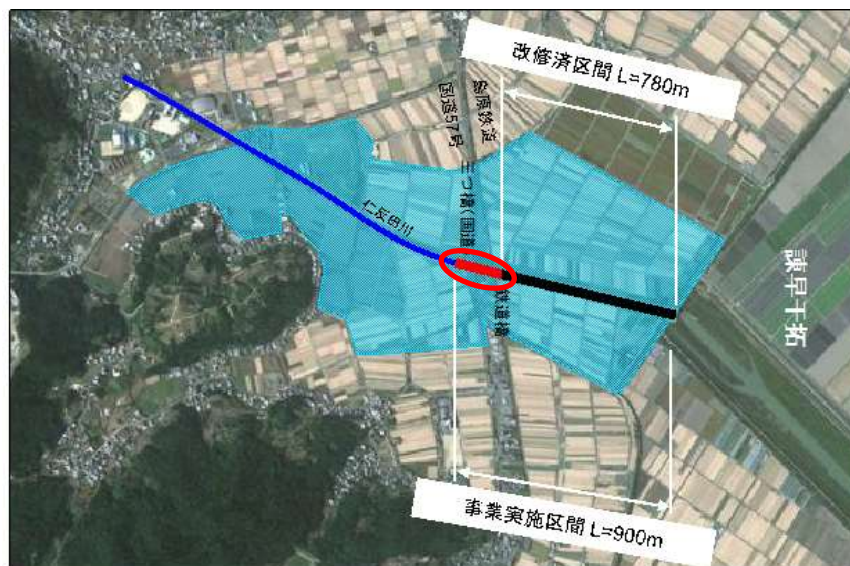 改修済区間 L=780m
島原鉄道
国道57号
三つ橋(国道
仁反田川
鉄道橋
諫早干拓
事業実施区間 L=900m